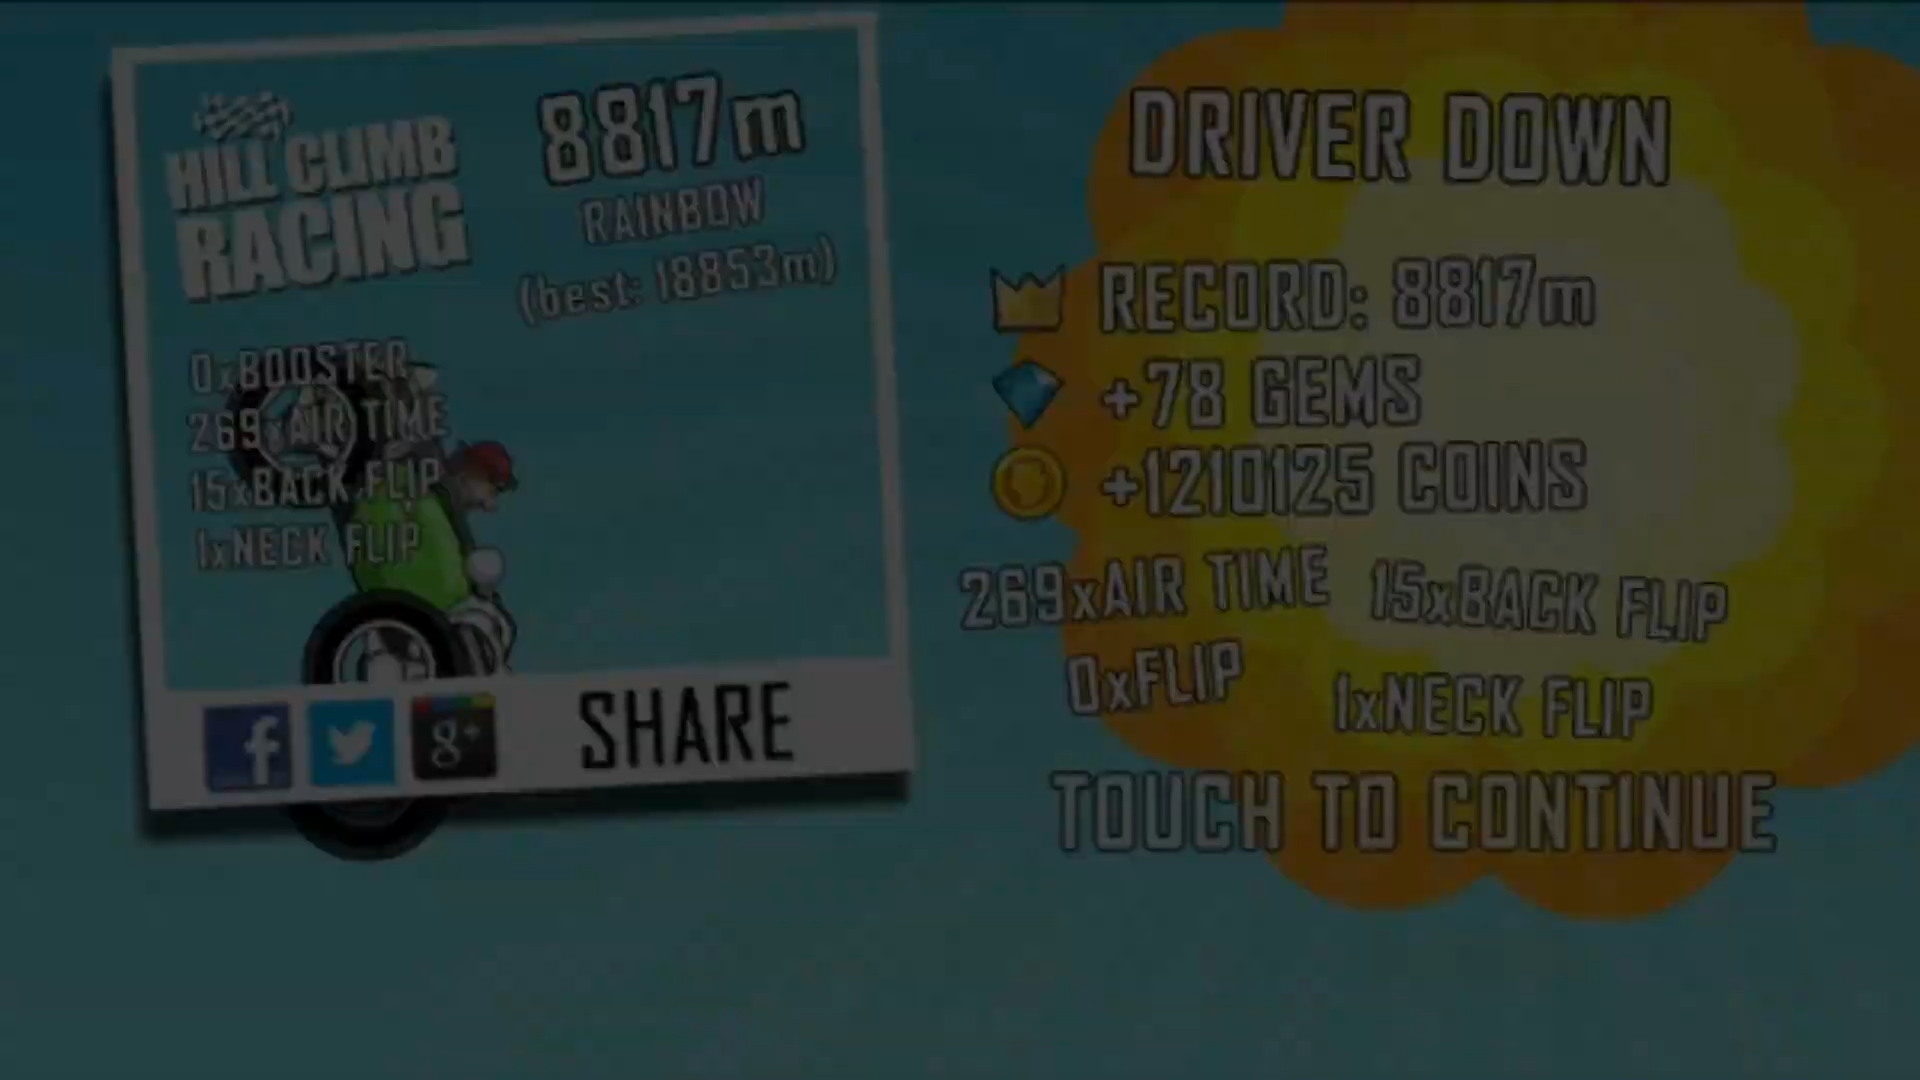 HILL CLIMB
RACING
8817m
RAINBOW
(best: 18853m)
0xBOOSTER
269xAIR TIME
15xBACK FLIP
1xNECK FLIP
f
g+
SHARE
DRIVER DOWN
RECORD: 8817m
+78 GEMS
+1210125 COINS
269xAIR TIME 15xBACK FLIP
0xFLIP 1xNECK FLIP
TOUCH TO CONTINUE